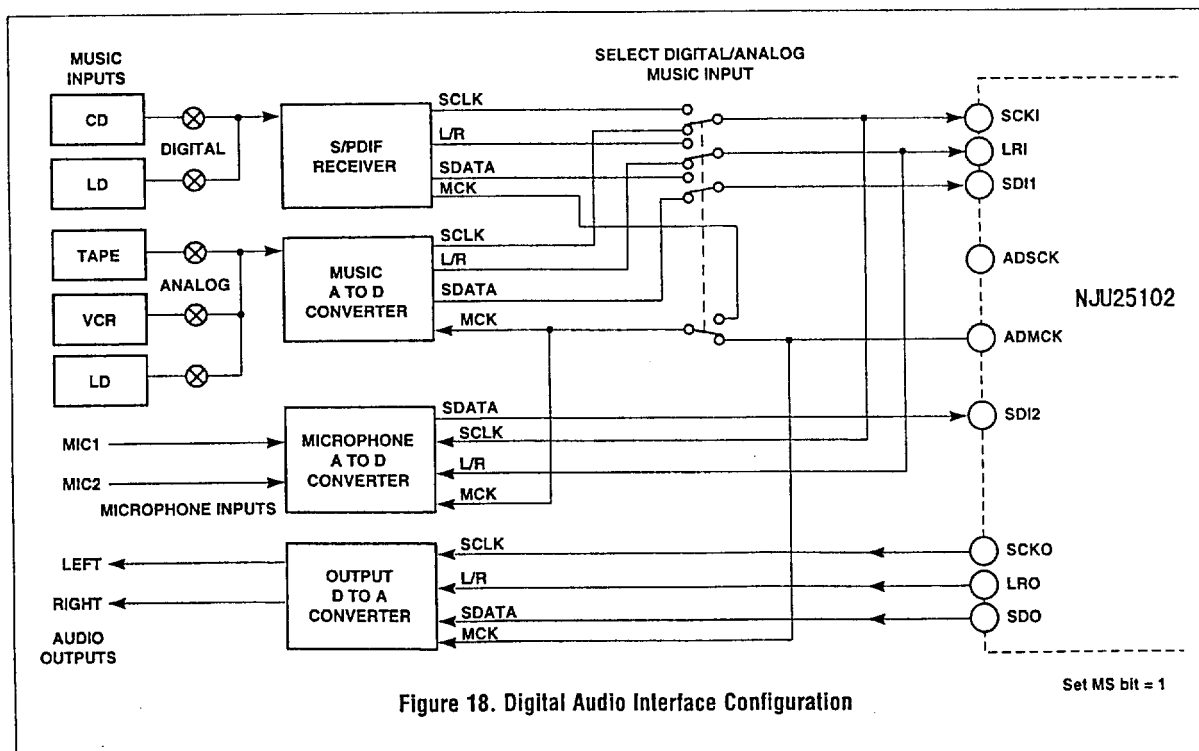 MUSIC
INPUTS
CD
LD
DIGITAL
S/PDIF
RECEIVER
SCLK
L/R
SDATA
MCK
SELECT DIGITAL/ANALOG
MUSIC INPUT
SCKI
LRI
SDI1
ADSCK
NJU25102
ADMCK
SDI2
TAPE
VCR
LD
ANALOG
MUSIC
A TO D
CONVERTER
SCLK
L/R
SDATA
MCK
MIC1
MIC2
MICROPHONE INPUTS
MICROPHONE
A TO D
CONVERTER
SDATA
SCLK
L/R
MCK
LEFT
RIGHT
AUDIO
OUTPUTS
OUTPUT
D TO A
CONVERTER
SCLK
L/R
SDATA
MCK
SCKO
LRO
SDO
Set MS bit = 1
Figure 18. Digital Audio Interface Configuration